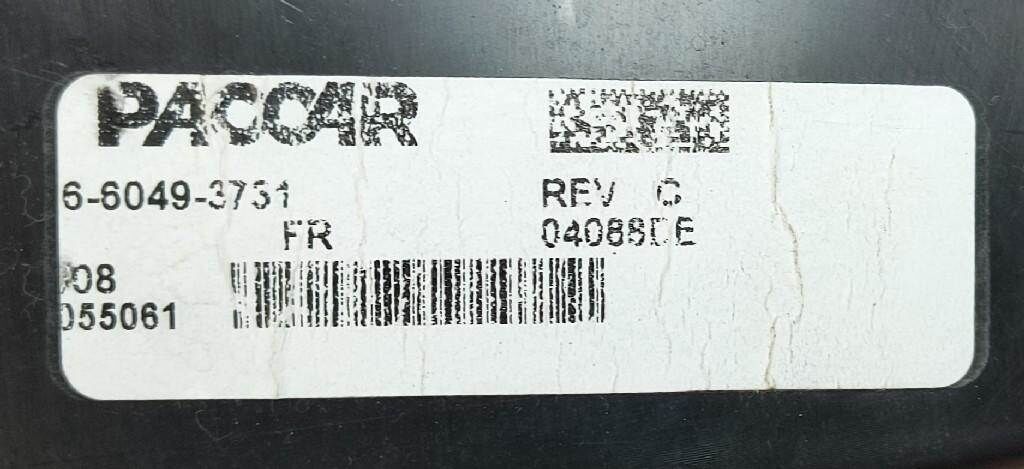 PACCAR
6-6049-3731 REV C
FR 04088DE
08
055061